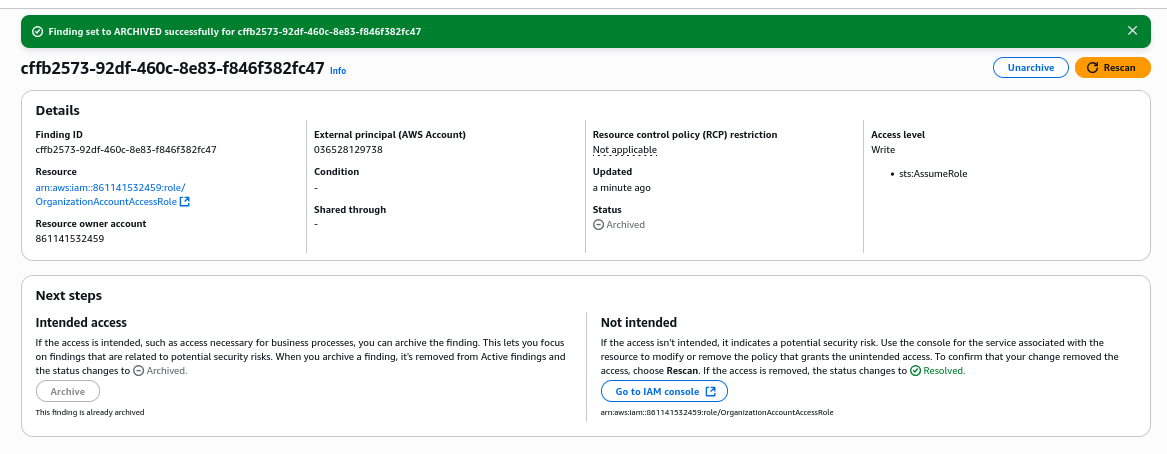 Finding set to ARCHIVED successfully for cffb2573-92df-460c-8e83-f846f382fc47
cffb2573-92df-460c-8e83-f846f382fc47 Info
Unarchive
Rescan
Details
Finding ID
cffb2573-92df-460c-8e83-f846f382fc47
Resource
arn:aws:iam::861141532459:role/
OrganizationAccountAccessRole
Resource owner account
861141532459
External principal (AWS Account)
036528129738
Condition
-
Shared through
-
Resource control policy (RCP) restriction
Not applicable
Updated
a minute ago
Status
Archived
Access level
Write
• sts:AssumeRole
Next steps
Intended access
If the access is intended, such as access necessary for business processes, you can archive the finding. This lets you focus
on findings that are related to potential security risks. When you archive a finding, it's removed from Active findings and
the status changes to Archived.
Archive
This finding is already archived
Not intended
If the access isn't intended, it indicates a potential security risk. Use the console for the service associated with the
resource to modify or remove the policy that grants the unintended access. To confirm that your change removed the
access, choose Rescan. If the access is removed, the status changes to Resolved.
Go to IAM console
arn:aws:iam::861141532459:role/OrganizationAccountAccessRole